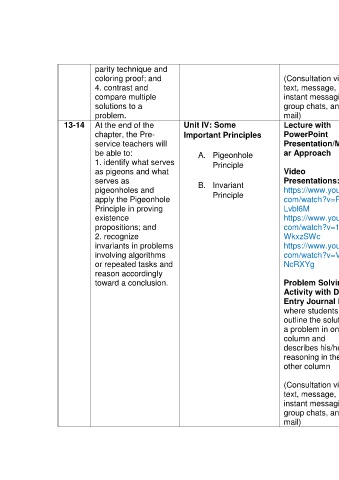 parity technique and
coloring proof; and
4. contrast and
compare multiple
solutions to a
problem.
(Consultation vi
text, message,
instant messagi
group chats, an
mail)
13-14
At the end of the
chapter, the Pre-
service teachers will
be able to:
1. identify what serves
as pigeons and what
serves as
pigeonholes and
apply the Pigeonhole
Principle in proving
existence
propositions; and
2. recognize
invariants in problems
involving algorithms
or repeated tasks and
reason accordingly
toward a conclusion.
Unit IV: Some
Important Principles
A. Pigeonhole
Principle
B. Invariant
Principle
Lecture with
PowerPoint
Presentation/M
ar Approach
Video
Presentations:
https://www.you
com/watch?v=F
LvbI6M
https://www.you
com/watch?v=1
WkxzSWc
https://www.you
com/watch?v=V
NcRXYg
Problem Solvin
Activity with D
Entry Journal
where students
outline the solut
a problem in on
column and
describes his/he
reasoning in the
other column
(Consultation vi
text, message,
instant messagi
group chats, an
mail)